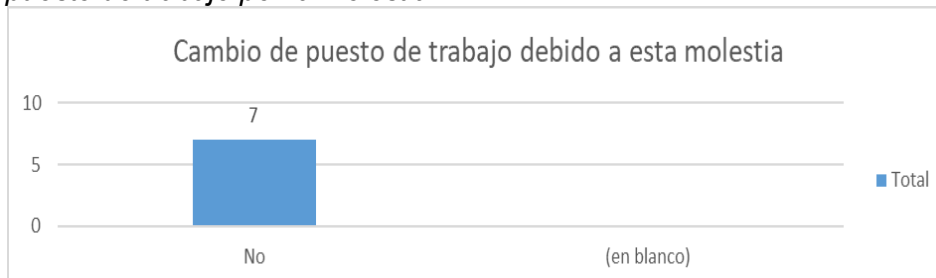 Cambio de puesto de trabajo debido a esta molestia
10
7
5
0
No
(en blanco)
Total